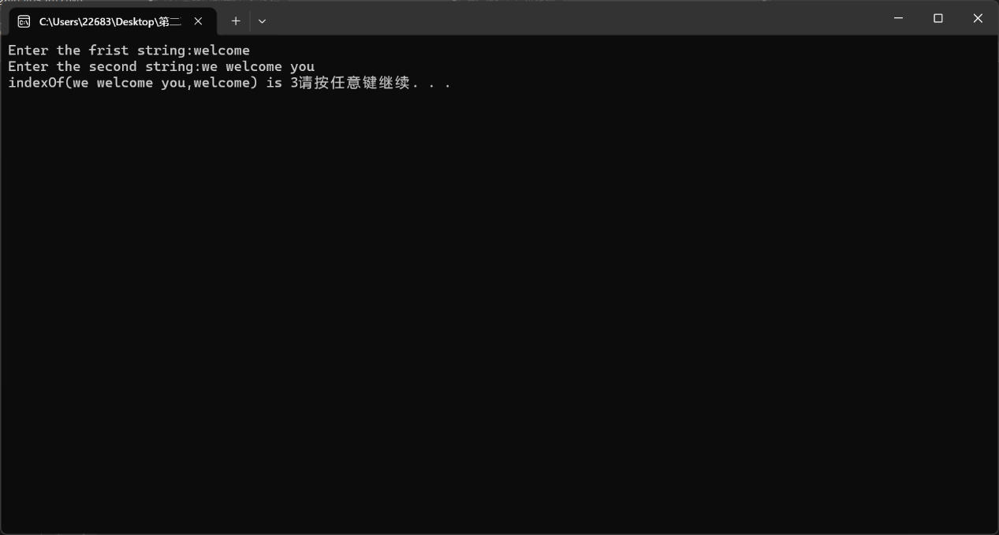 C:\Users\22683\Desktop\第二
Enter the frist string:welcome
Enter the second string:we welcome you
indexOf(we welcome you,welcome) is 3请按任意键继续. . .